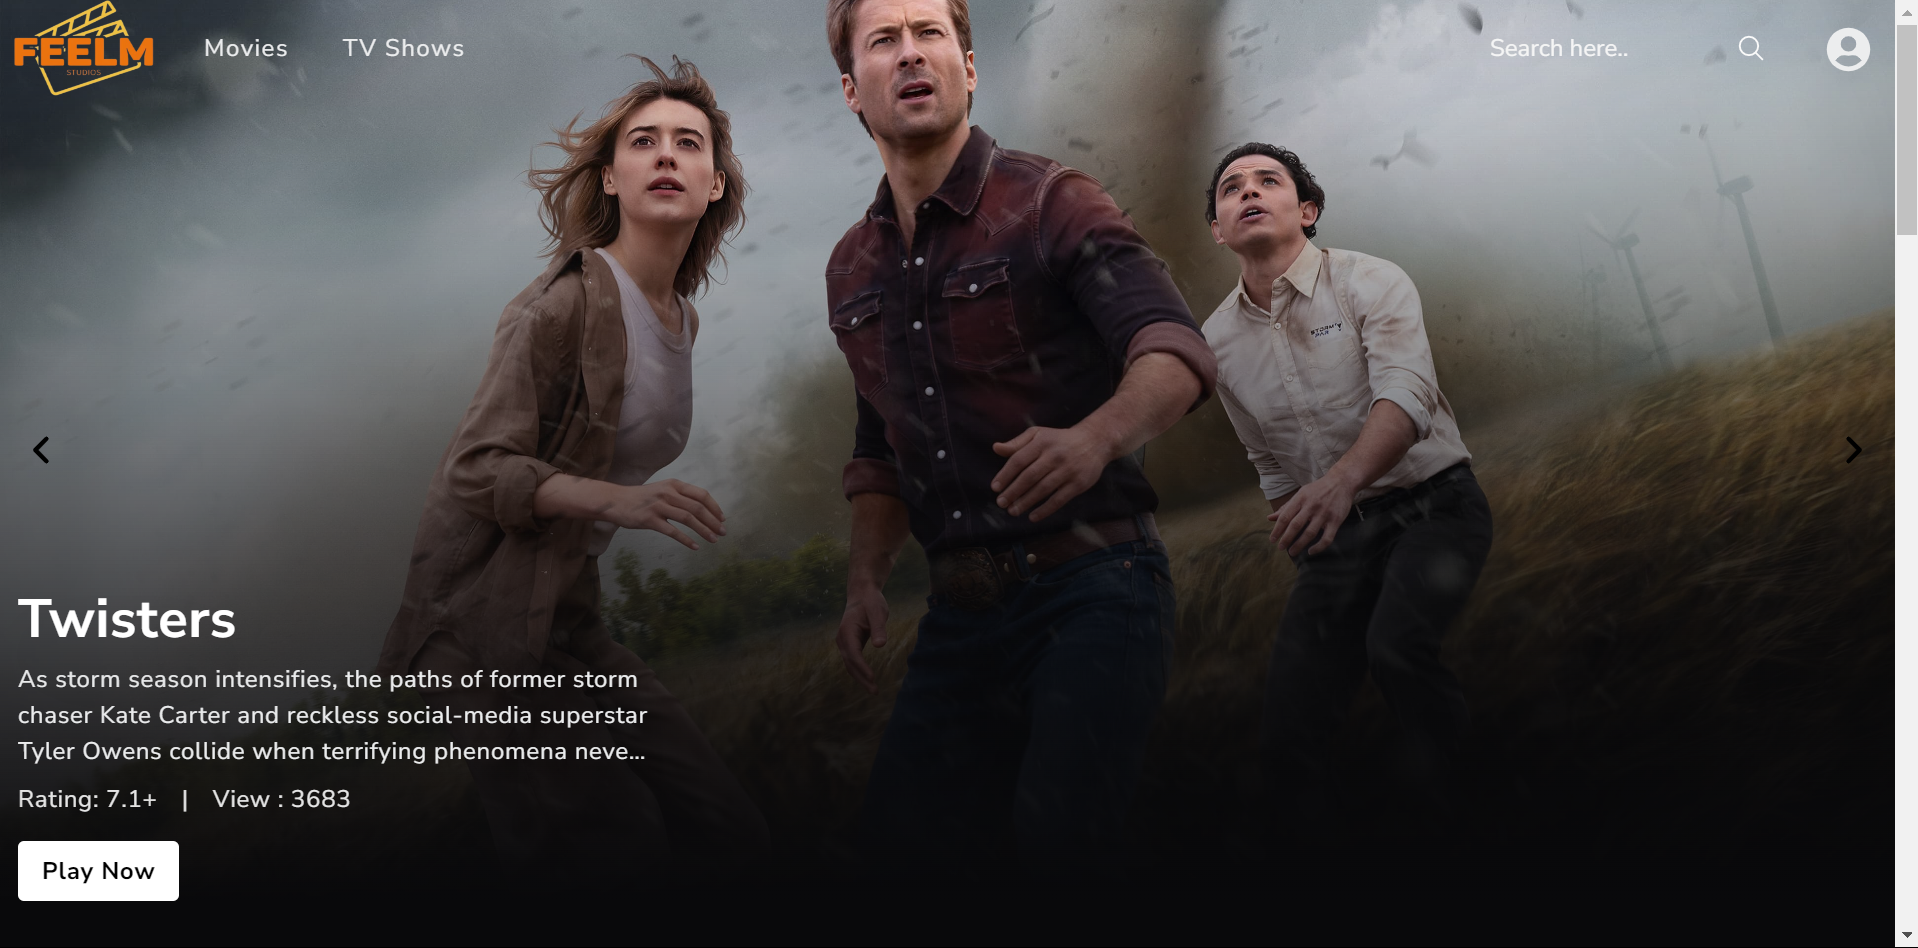 FEELM
STUDIOS
Movies
TV Shows
Search here..
STORM
PAR
Twisters
As storm season intensifies, the paths of former storm
chaser Kate Carter and reckless social-media superstar
Tyler Owens collide when terrifying phenomena neve...
Rating: 7.1+ | View : 3683
Play Now